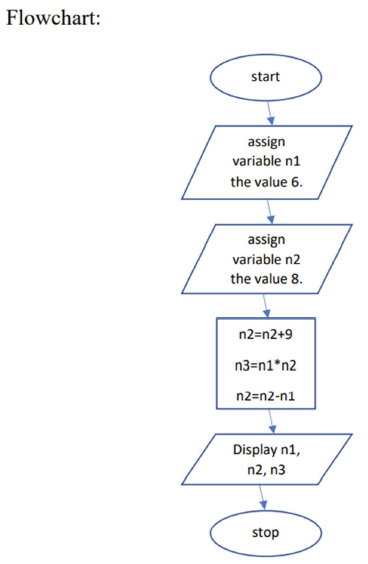 Flowchart:
start
assign
variable n1
the value 6.
assign
variable n2
the value 8.
n2=n2+9
n3=n1*n2
n2=n2-n1
Display n1,
n2, n3
stop